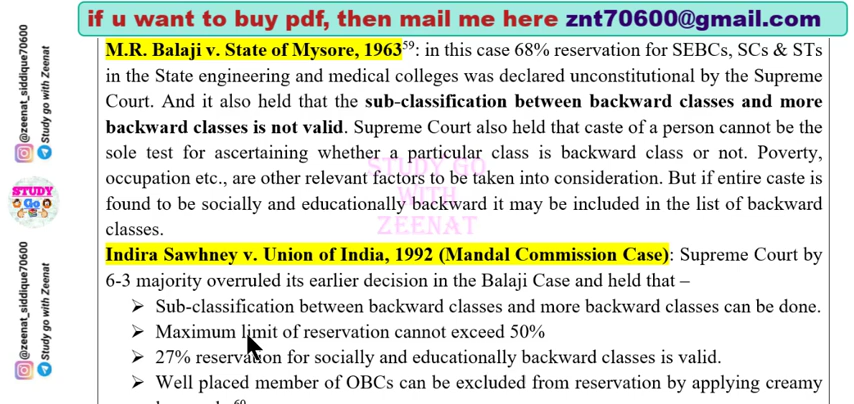 if u want to buy pdf, then mail me here znt70600@gmail.com
M.R. Balaji v. State of Mysore, 1963⁵⁹: in this case 68% reservation for SEBCs, SCs & STs
in the State engineering and medical colleges was declared unconstitutional by the Supreme
Court. And it also held that the sub-classification between backward classes and more
backward classes is not valid. Supreme Court also held that caste of a person cannot be the
sole test for ascertaining whether a particular class is backward class or not. Poverty,
occupation etc., are other relevant factors to be taken into consideration. But if entire caste is
found to be socially and educationally backward it may be included in the list of backward
classes.
Indira Sawhney v. Union of India, 1992 (Mandal Commission Case): Supreme Court by
6-3 majority overruled its earlier decision in the Balaji Case and held that –
➢ Sub-classification between backward classes and more backward classes can be done.
➢ Maximum limit of reservation cannot exceed 50%
➢ 27% reservation for socially and educationally backward classes is valid.
➢ Well placed member of OBCs can be excluded from reservation by applying creamy
@zeenat_siddique70600
Study go with Zeenat
STUDY
Go
@zeenat_siddique70600
Study go with Zeenat
STUDY GO
WITH
ZEENAT